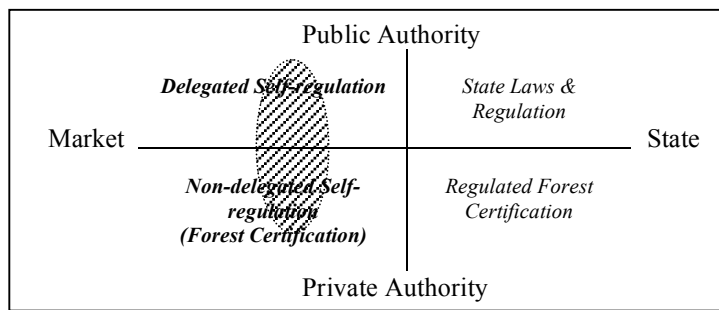 Public Authority
Delegated Self-regulation
State Laws &
Regulation
Market
State
Non-delegated Self-
regulation
(Forest Certification)
Regulated Forest
Certification
Private Authority